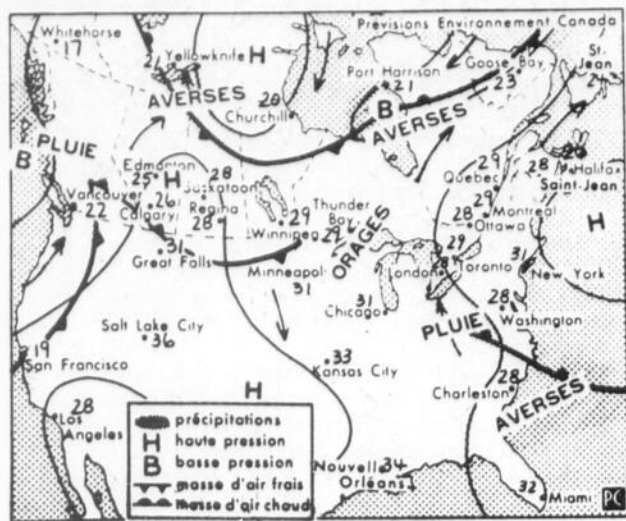 Prévisions Environnement Canada
Whitehorse
17
Yellowknife
21
H
AVERSES
20
Churchill
Port Harrison
21
Goose Bay
23
St-
Jean
24
B
AVERSES
PLUIE
B
Edmonton
25
H
28
Saskatoon
Vancouver
22
26
Calgary
Regina
28
29
Winnipeg
Thunder
Bay
ORAGES
29
Québec
28
Halifax
Saint-Jean
29
Montréal
28
Ottawa
H
31
Great Falls
Minneapol
31
29
Toronto
London
31
New York
31
Chicago
28
Washington
PLUIE
Salt Lake City
36
19
San Francisco
33
Kansas City
28
Charleston
AVERSES
28
Los
Angeles
H
Nouvelle
Orléans
34
32
Miami
précipitations
H haute pression
B basse pression
masse d'air frais
masse d'air chaud
PC